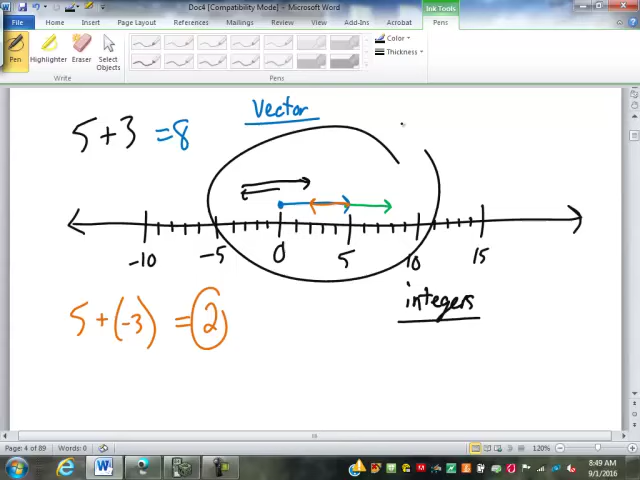 Doc4 [Compatibility Mode] - Microsoft Word
Ink Tools
File Home Insert Page Layout References Mailings Review View Add-Ins Acrobat Pens
Pen Highlighter Eraser Select Objects
Color
Thickness
Write Pens
Vector
5+3 =8
-10 -5 0 5 10 15
integers
5+(-3) =2
Page: 4 of 89 Words: 0 120%
8:49 AM
9/1/2016